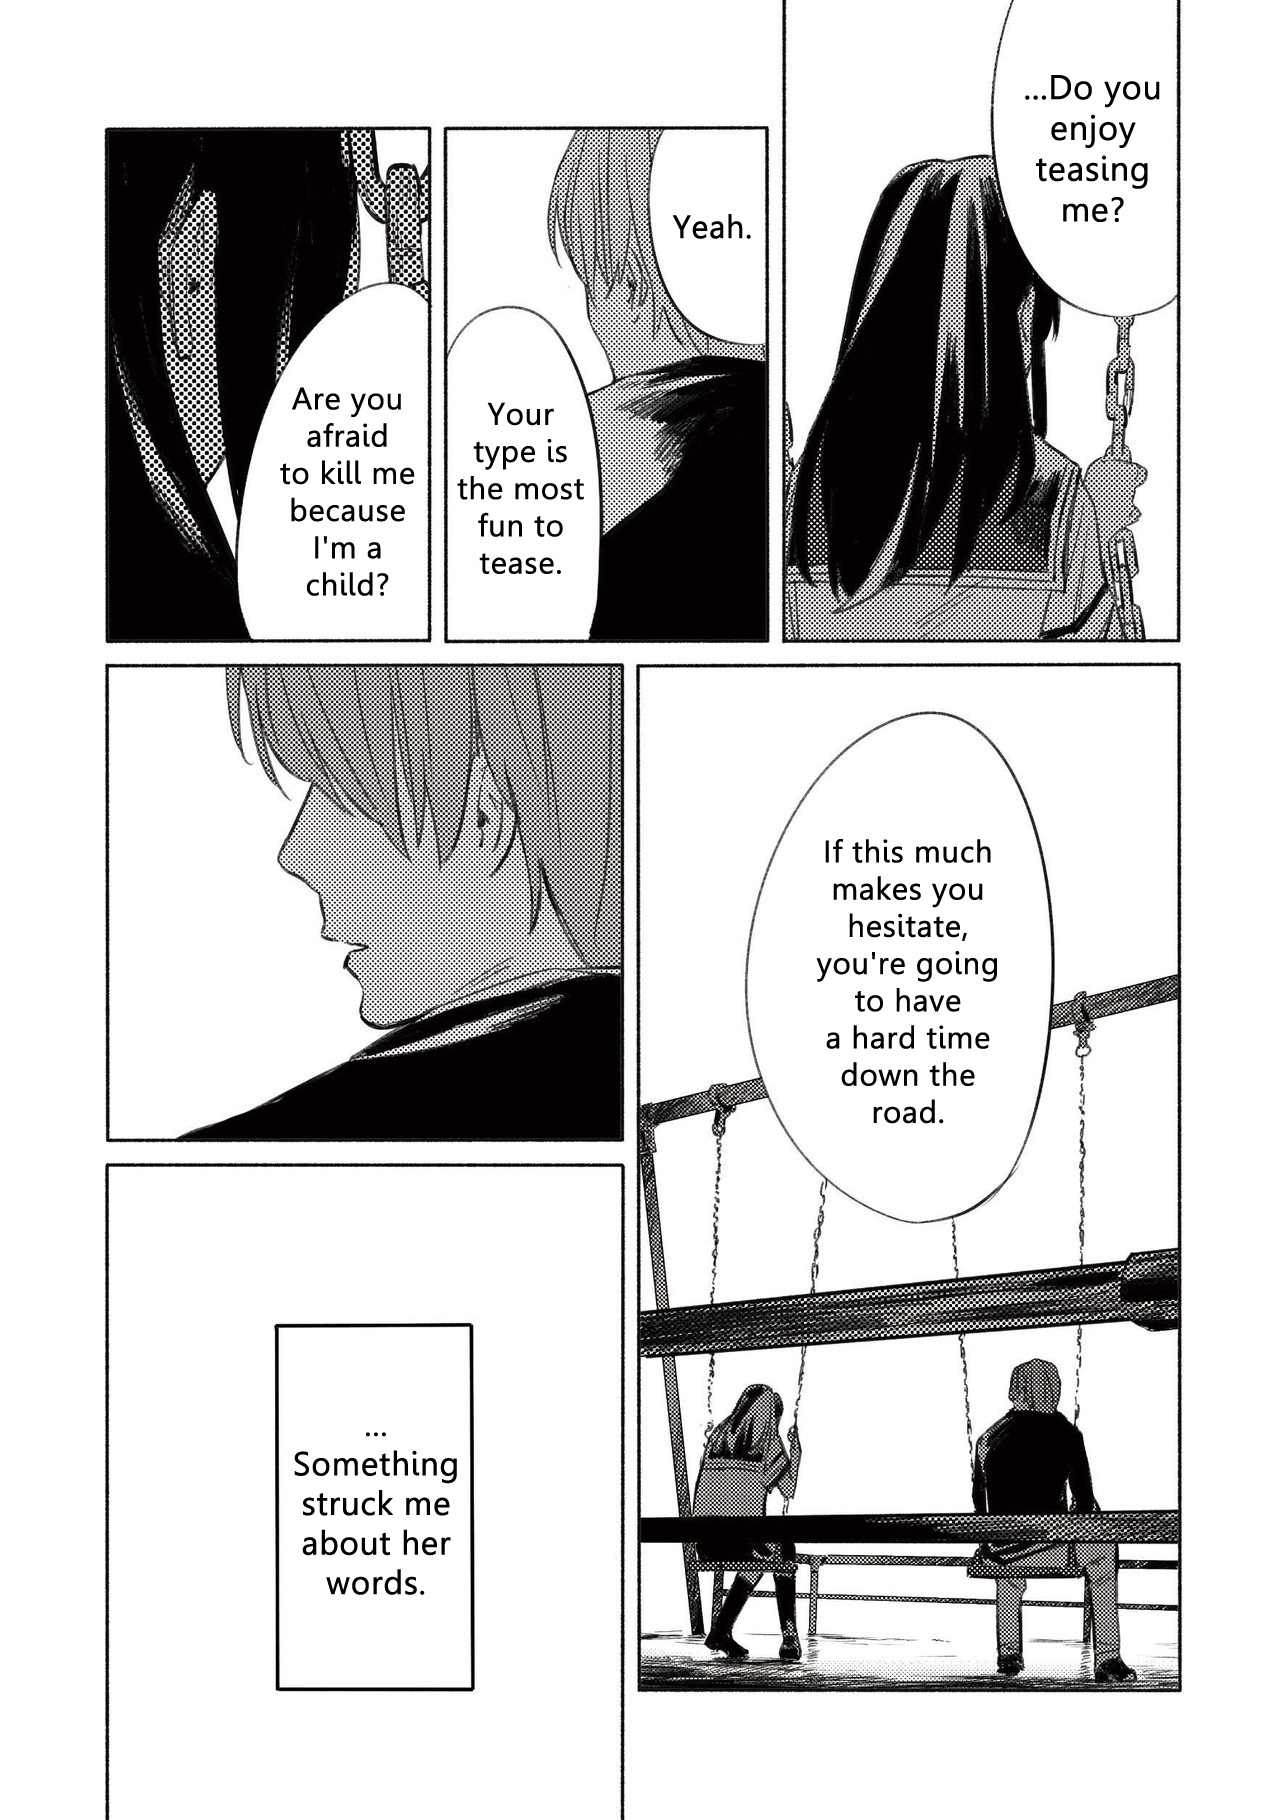 ...Do you
enjoy
teasing
me?
Yeah.
Your
type is
the most
fun to
tease.
Are you
afraid
to kill me
because
I'm a
child?
If this much
makes you
hesitate,
you're going
to have
a hard time
down the
road.
...
Something
struck me
about her
words.